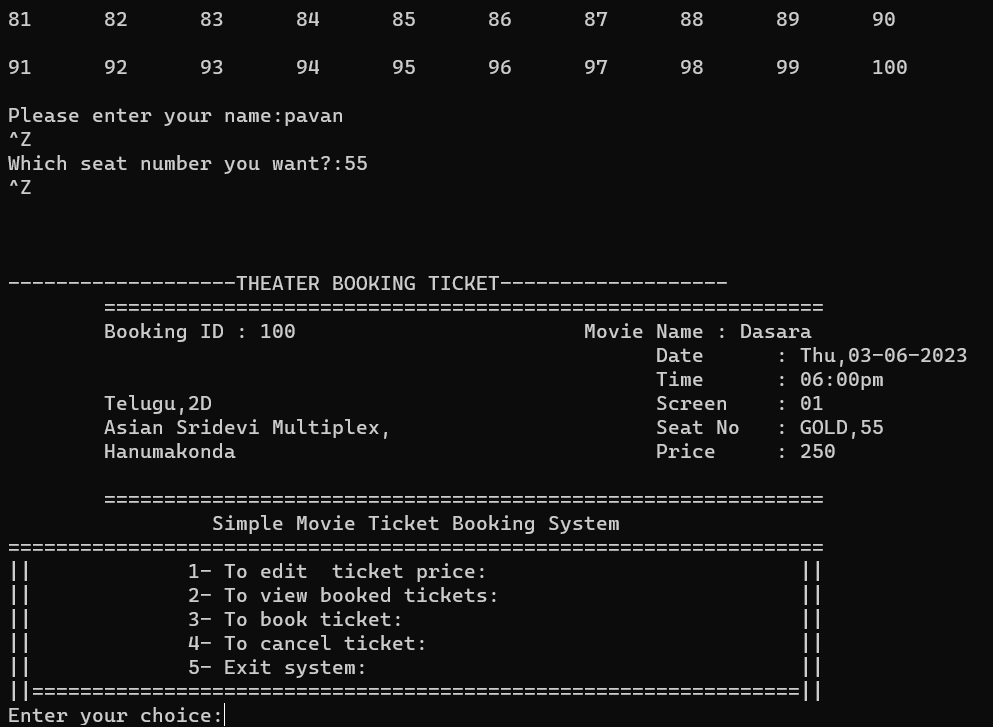 81      82      83      84      85      86      87      88      89      90
91      92      93      94      95      96      97      98      99      100
Please enter your name:pavan
^Z
Which seat number you want?:55
^Z
-------------------THEATER BOOKING TICKET-------------------
============================================================
Booking ID : 100                        Movie Name : Dasara
Date      : Thu,03-06-2023
Time      : 06:00pm
Telugu,2D                                     Screen    : 01
Asian Sridevi Multiplex,                      Seat No   : GOLD,55
Hanumakonda                                   Price     : 250
============================================================
Simple Movie Ticket Booking System
====================================================================
||             1- To edit  ticket price:                          ||
||             2- To view booked tickets:                         ||
||             3- To book ticket:                                 ||
||             4- To cancel ticket:                               ||
||             5- Exit system:                                    ||
||================================================================||
Enter your choice: